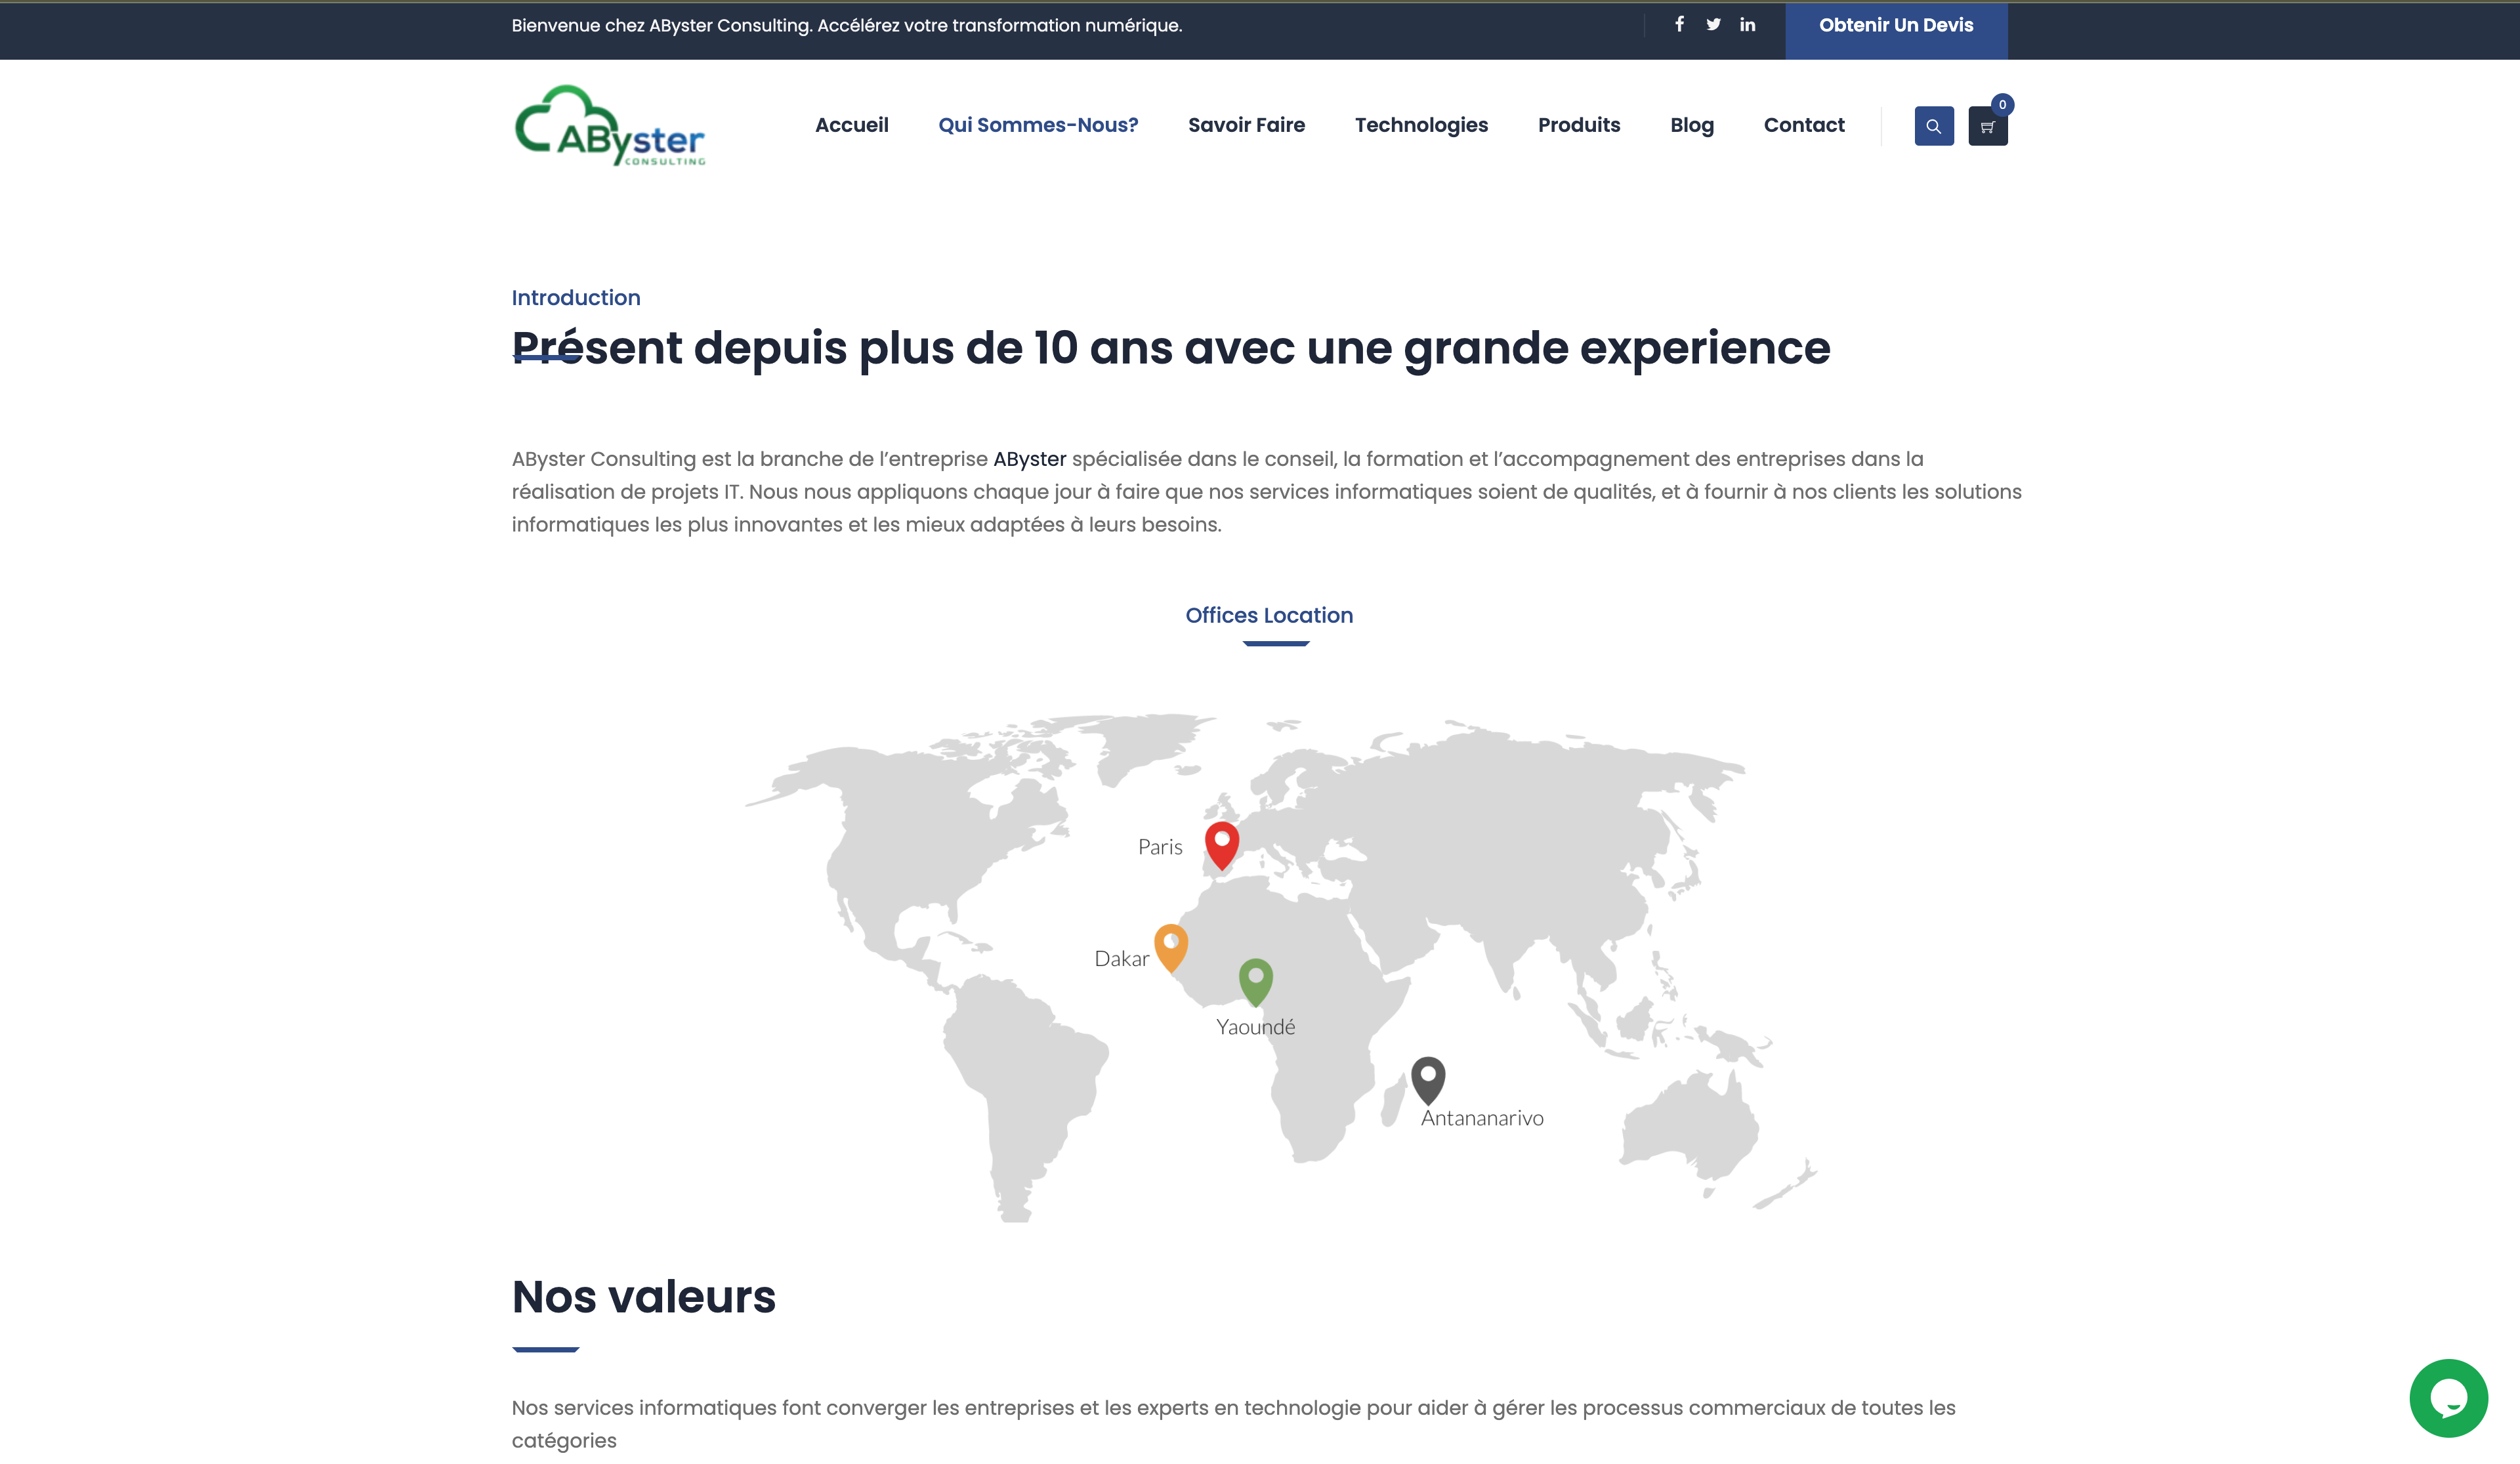 Bienvenue chez AByster Consulting. Accélérez votre transformation numérique.
Obtenir Un Devis
AByster
CONSULTING
Accueil
Qui Sommes-Nous?
Savoir Faire
Technologies
Produits
Blog
Contact
0
Introduction
Présent depuis plus de 10 ans avec une grande experience
AByster Consulting est la branche de l’entreprise AByster spécialisée dans le conseil, la formation et l’accompagnement des entreprises dans la
réalisation de projets IT. Nous nous appliquons chaque jour à faire que nos services informatiques soient de qualités, et à fournir à nos clients les solutions
informatiques les plus innovantes et les mieux adaptées à leurs besoins.
Offices Location
Paris
Dakar
Yaoundé
Antananarivo
Nos valeurs
Nos services informatiques font converger les entreprises et les experts en technologie pour aider à gérer les processus commerciaux de toutes les
catégories